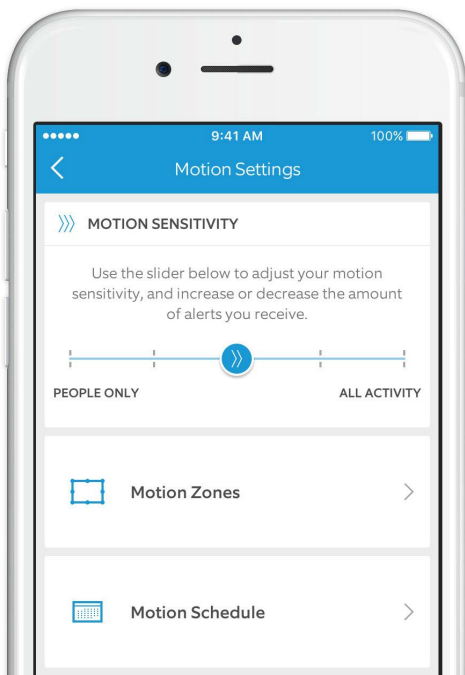 9:41 AM
100%
Motion Settings
MOTION SENSITIVITY
Use the slider below to adjust your motion
sensitivity, and increase or decrease the amount
of alerts you receive.
PEOPLE ONLY
ALL ACTIVITY
Motion Zones
Motion Schedule